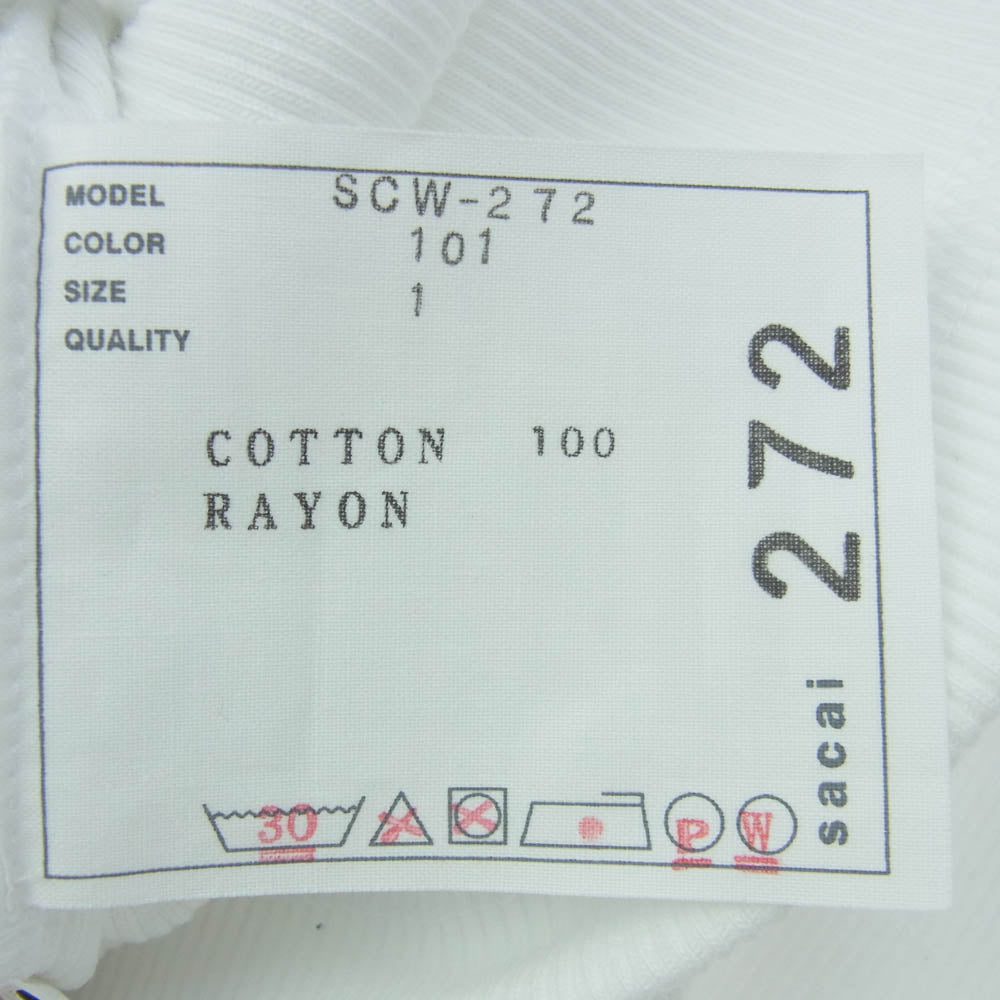 MODEL SCW-272
COLOR 101
SIZE 1
QUALITY
COTTON 100
RAYON
272
sacai
30 P W